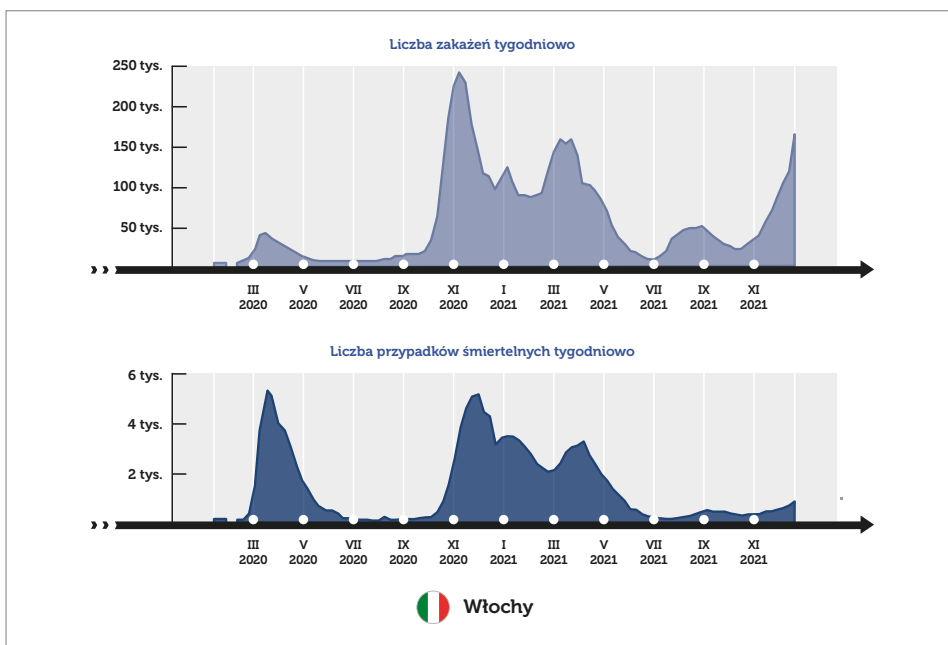 Liczba zakażeń tygodniowo
250 tys.
200 tys.
150 tys.
100 tys.
50 tys.
III V VII IX XI I III V VII IX XI
2020 2020 2020 2020 2020 2021 2021 2021 2021 2021 2021
Liczba przypadków śmiertelnych tygodniowo
6 tys.
4 tys.
2 tys.
III V VII IX XI I III V VII IX XI
2020 2020 2020 2020 2020 2021 2021 2021 2021 2021 2021
Włochy